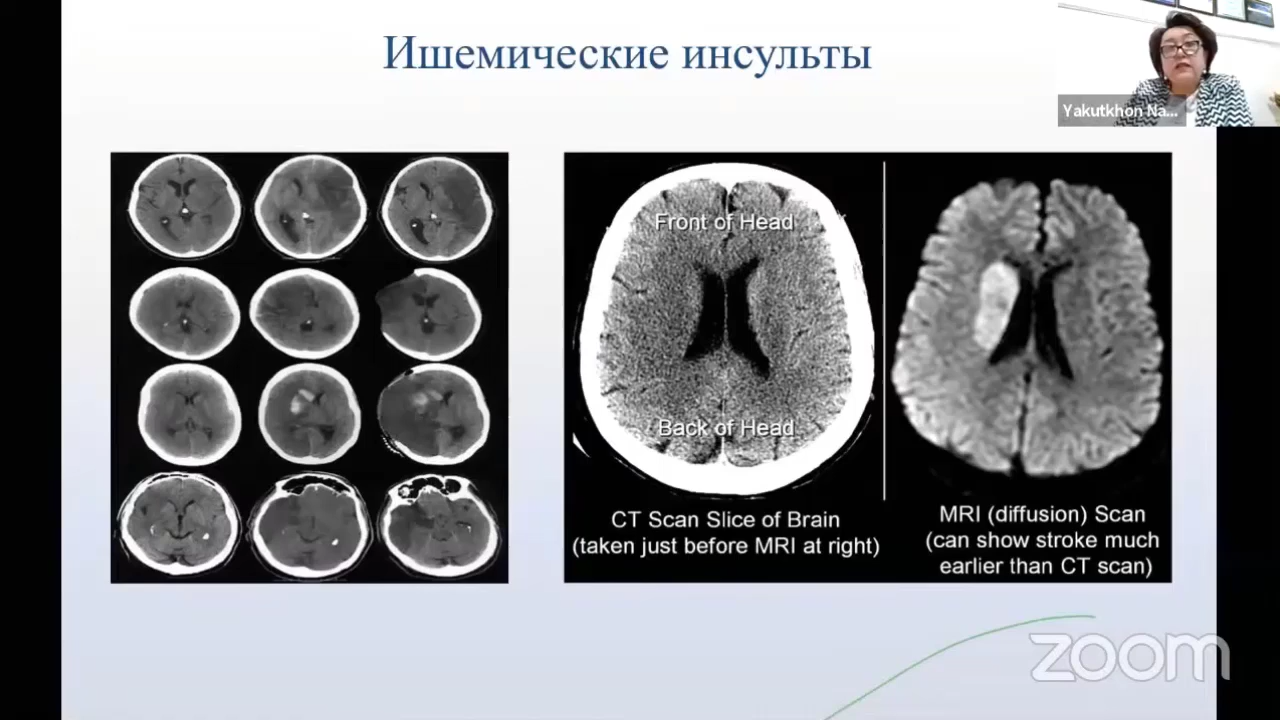 Ишемические инсульты
Yakutkhon Na...
Front of Head
Back of Head
CT Scan Slice of Brain
(taken just before MRI at right)
MRI (diffusion) Scan
(can show stroke much
earlier than CT scan)
zoom